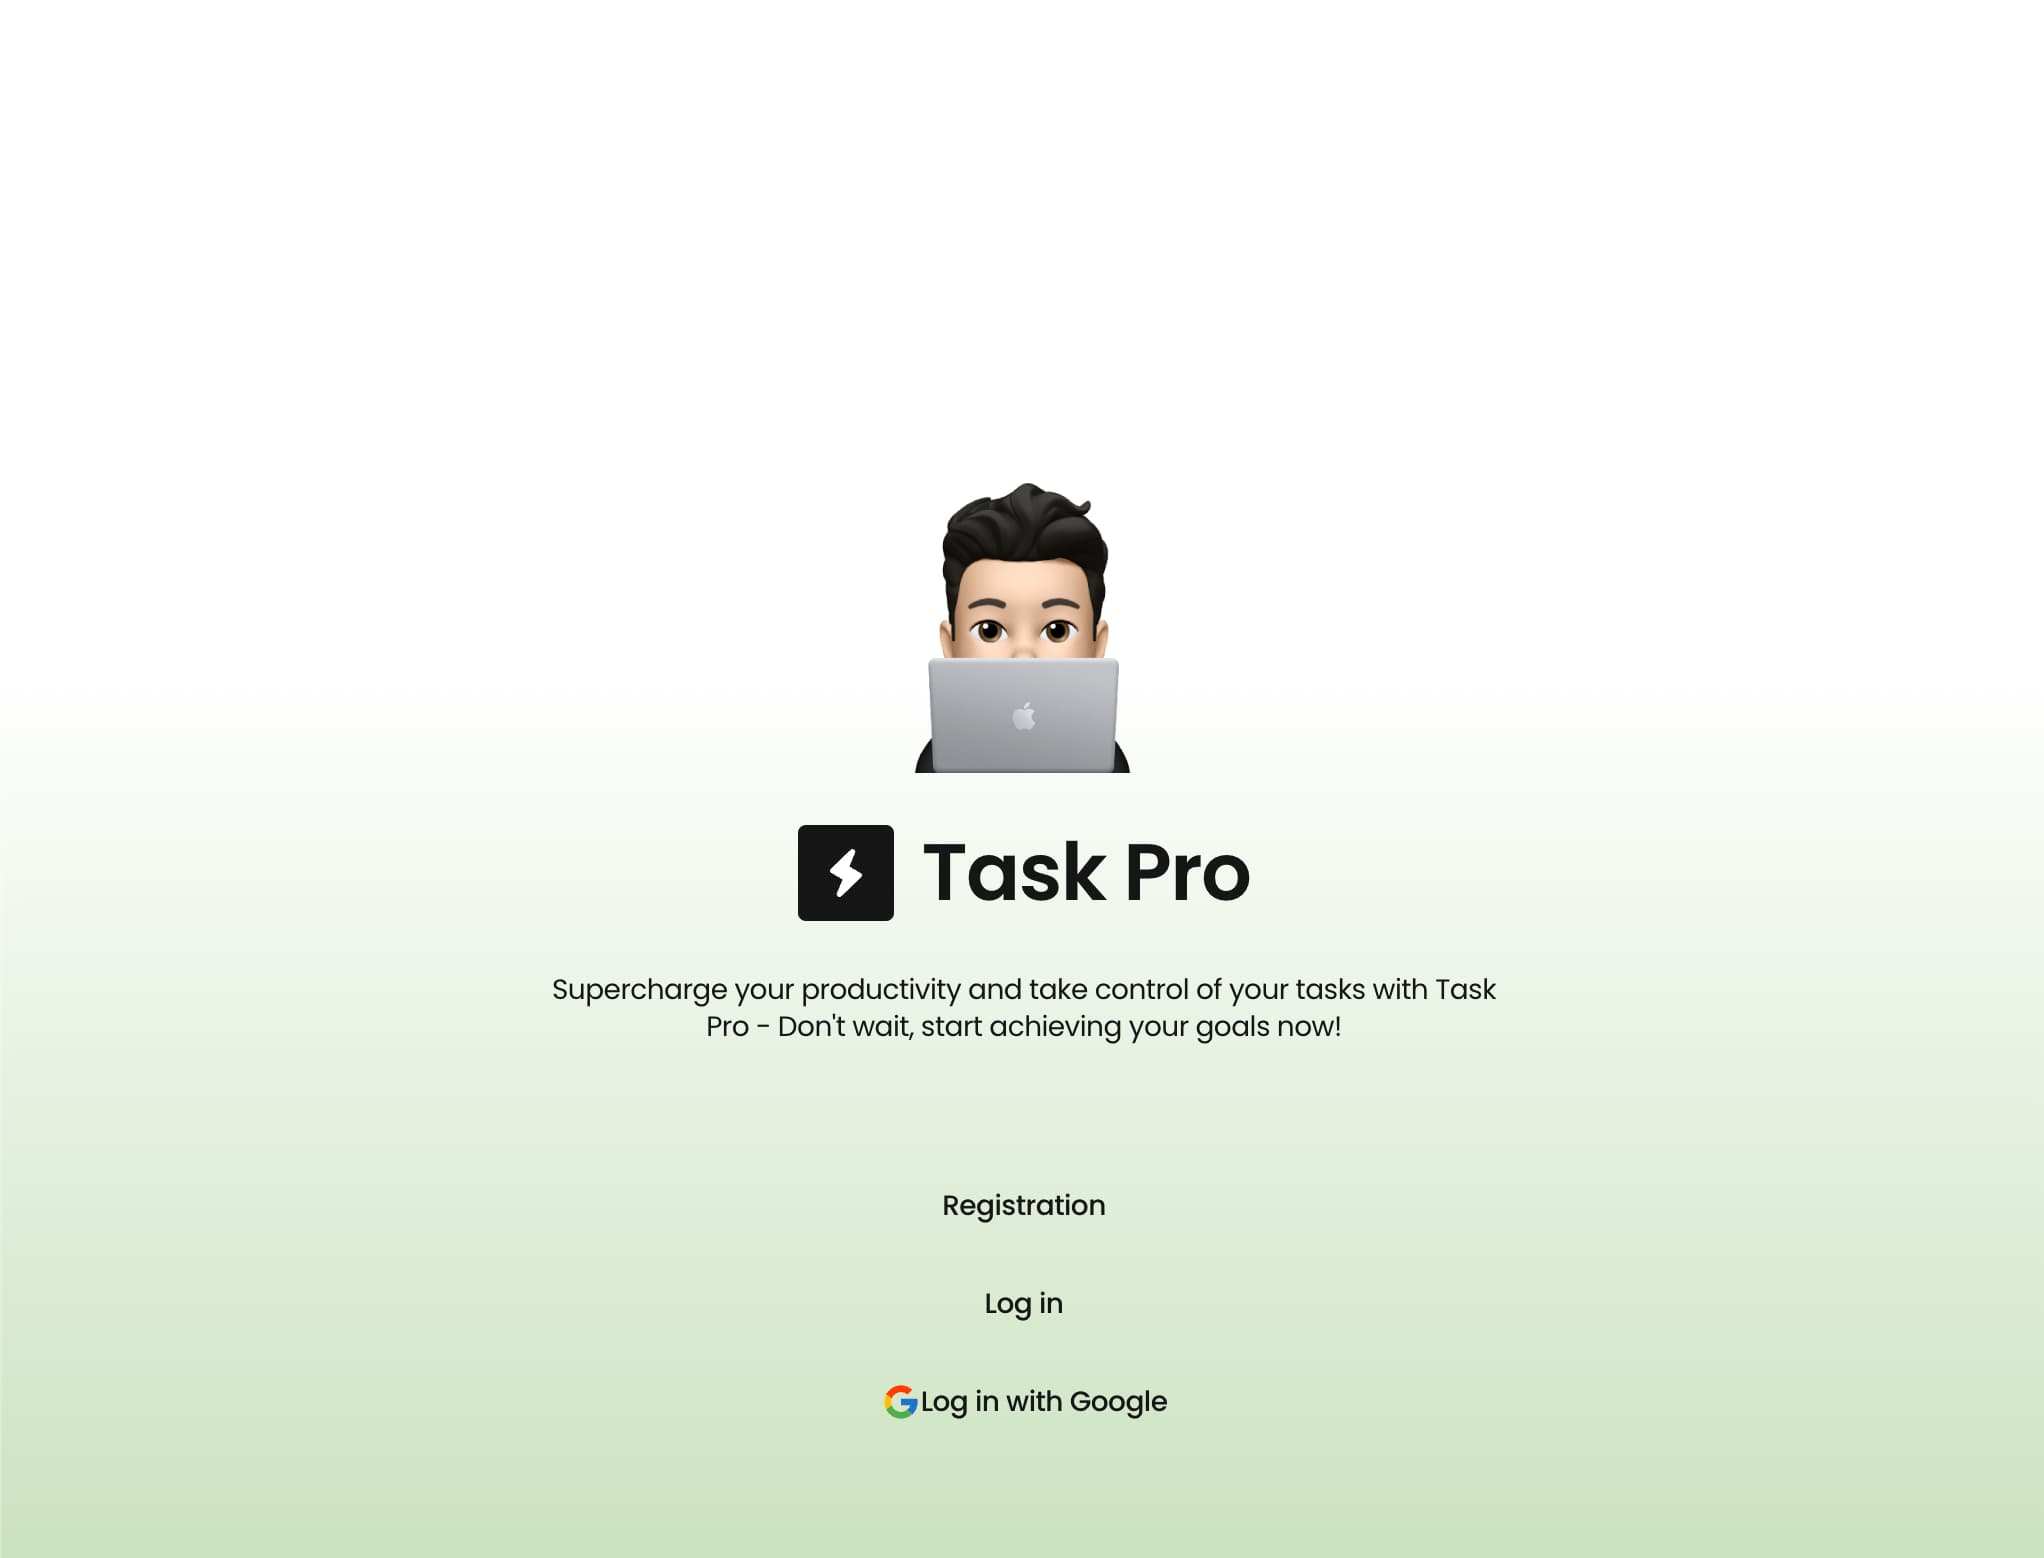 Task Pro
Supercharge your productivity and take control of your tasks with Task
Pro - Don't wait, start achieving your goals now!
Registration
Log in
Log in with Google